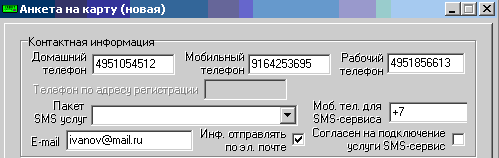 Анкета на карту (новая)
Контактная информация
Домашний телефон 4951054512 Мобильный телефон 9164253695 Рабочий телефон 4951856613
Телефон по адресу регистрации
Пакет SMS услуг Моб. тел. для SMS-сервиса +7
E-mail ivanov@mail.ru Инф. отправлять по эл. почте Согласен на подключение услуги SMS-сервис